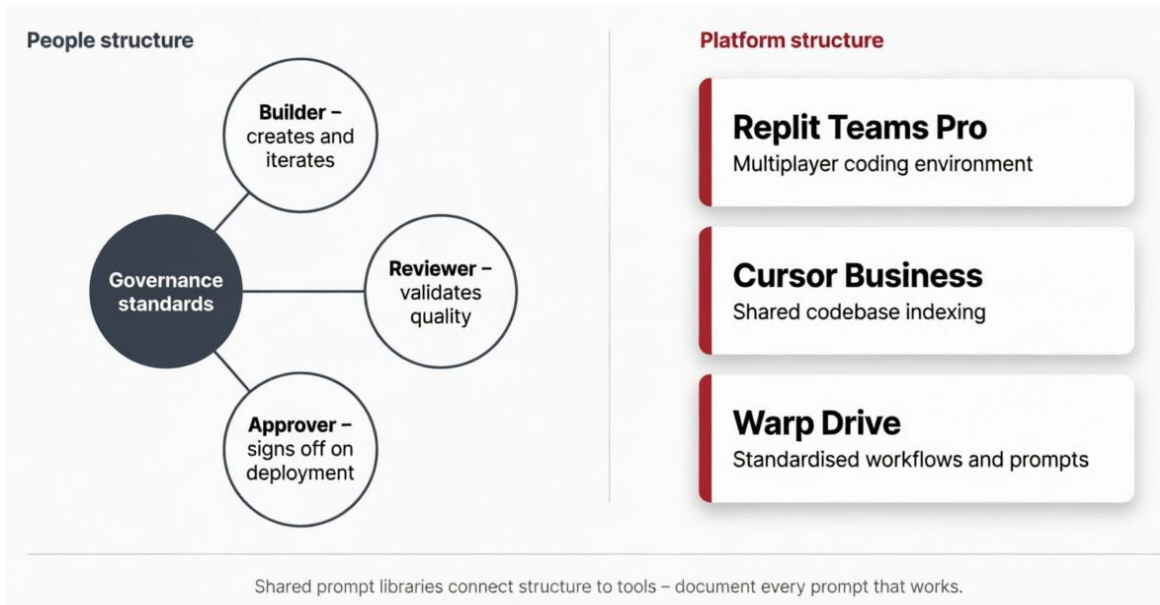 People structure
Builder –
creates and
iterates
Governance
standards
Reviewer –
validates
quality
Approver –
signs off on
deployment
Platform structure
Replit Teams Pro
Multiplayer coding environment
Cursor Business
Shared codebase indexing
Warp Drive
Standardised workflows and prompts
Shared prompt libraries connect structure to tools – document every prompt that works.